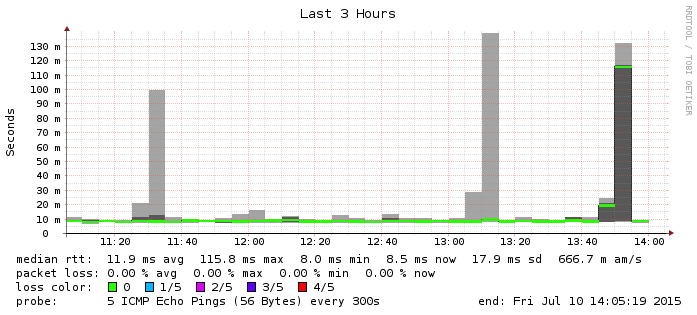 Last 3 Hours
RRDTOOL / TOBI OETIKER
Seconds
130 m
120 m
110 m
100 m
90 m
80 m
70 m
60 m
50 m
40 m
30 m
20 m
10 m
0
11:20 11:40 12:00 12:20 12:40 13:00 13:20 13:40 14:00
median rtt: 11.9 ms avg 115.8 ms max 8.0 ms min 8.5 ms now 17.9 ms sd 666.7 m am/s
packet loss: 0.00 % avg 0.00 % max 0.00 % min 0.00 % now
loss color: 0 1/5 2/5 3/5 4/5
probe: 5 ICMP Echo Pings (56 Bytes) every 300s end: Fri Jul 10 14:05:19 2015